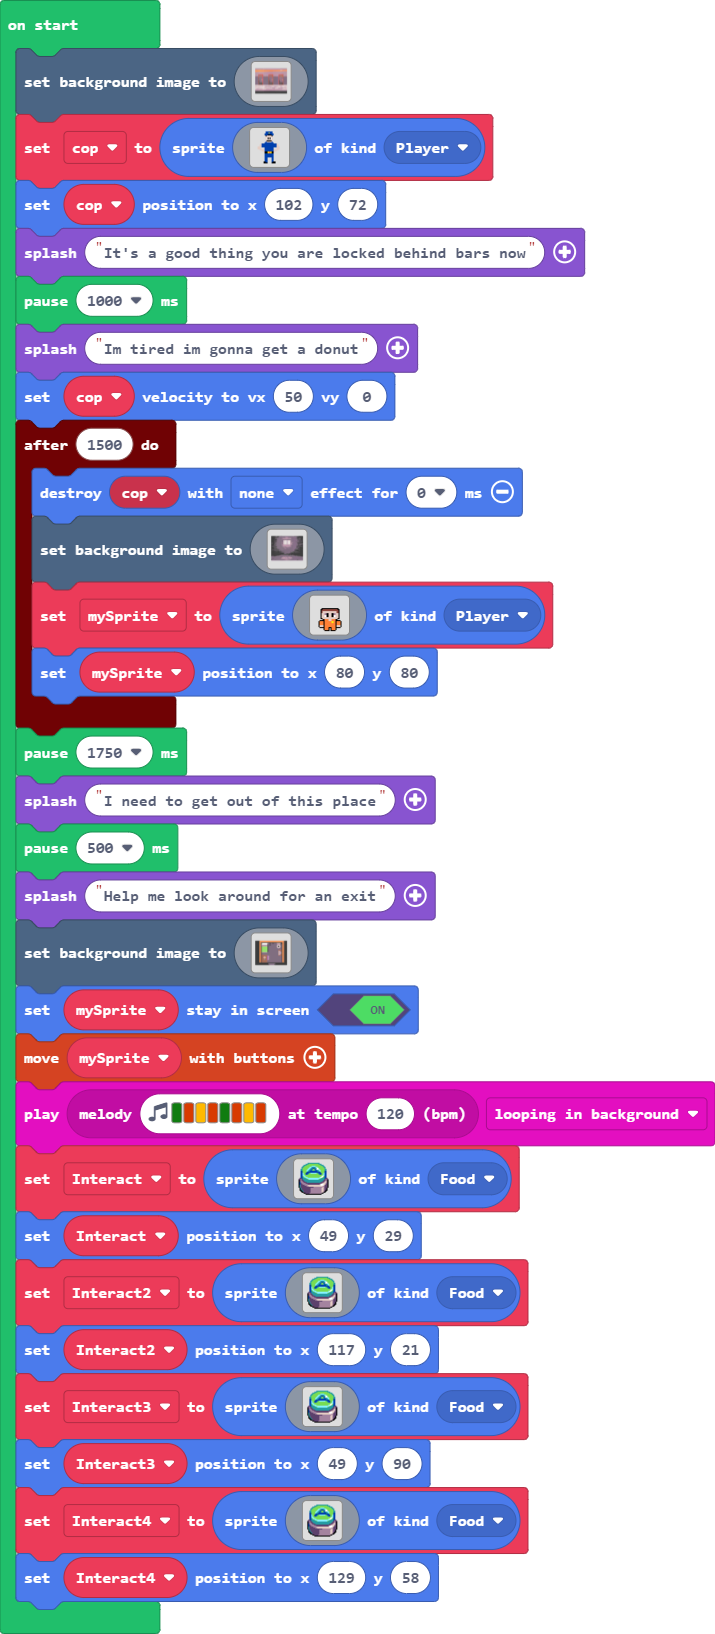 on start
set background image to
set cop to sprite of kind Player
set cop position to x 102 y 72
splash "It's a good thing you are locked behind bars now"
pause 1000 ms
splash "Im tired im gonna get a donut"
set cop velocity to vx 50 vy 0
after 1500 do
destroy cop with none effect for 0 ms
set background image to
set mySprite to sprite of kind Player
set mySprite position to x 80 y 80
pause 1750 ms
splash "I need to get out of this place"
pause 500 ms
splash "Help me look around for an exit"
set background image to
set mySprite stay in screen ON
move mySprite with buttons
play melody at tempo 120 (bpm) looping in background
set Interact to sprite of kind Food
set Interact position to x 49 y 29
set Interact2 to sprite of kind Food
set Interact2 position to x 117 y 21
set Interact3 to sprite of kind Food
set Interact3 position to x 49 y 90
set Interact4 to sprite of kind Food
set Interact4 position to x 129 y 58